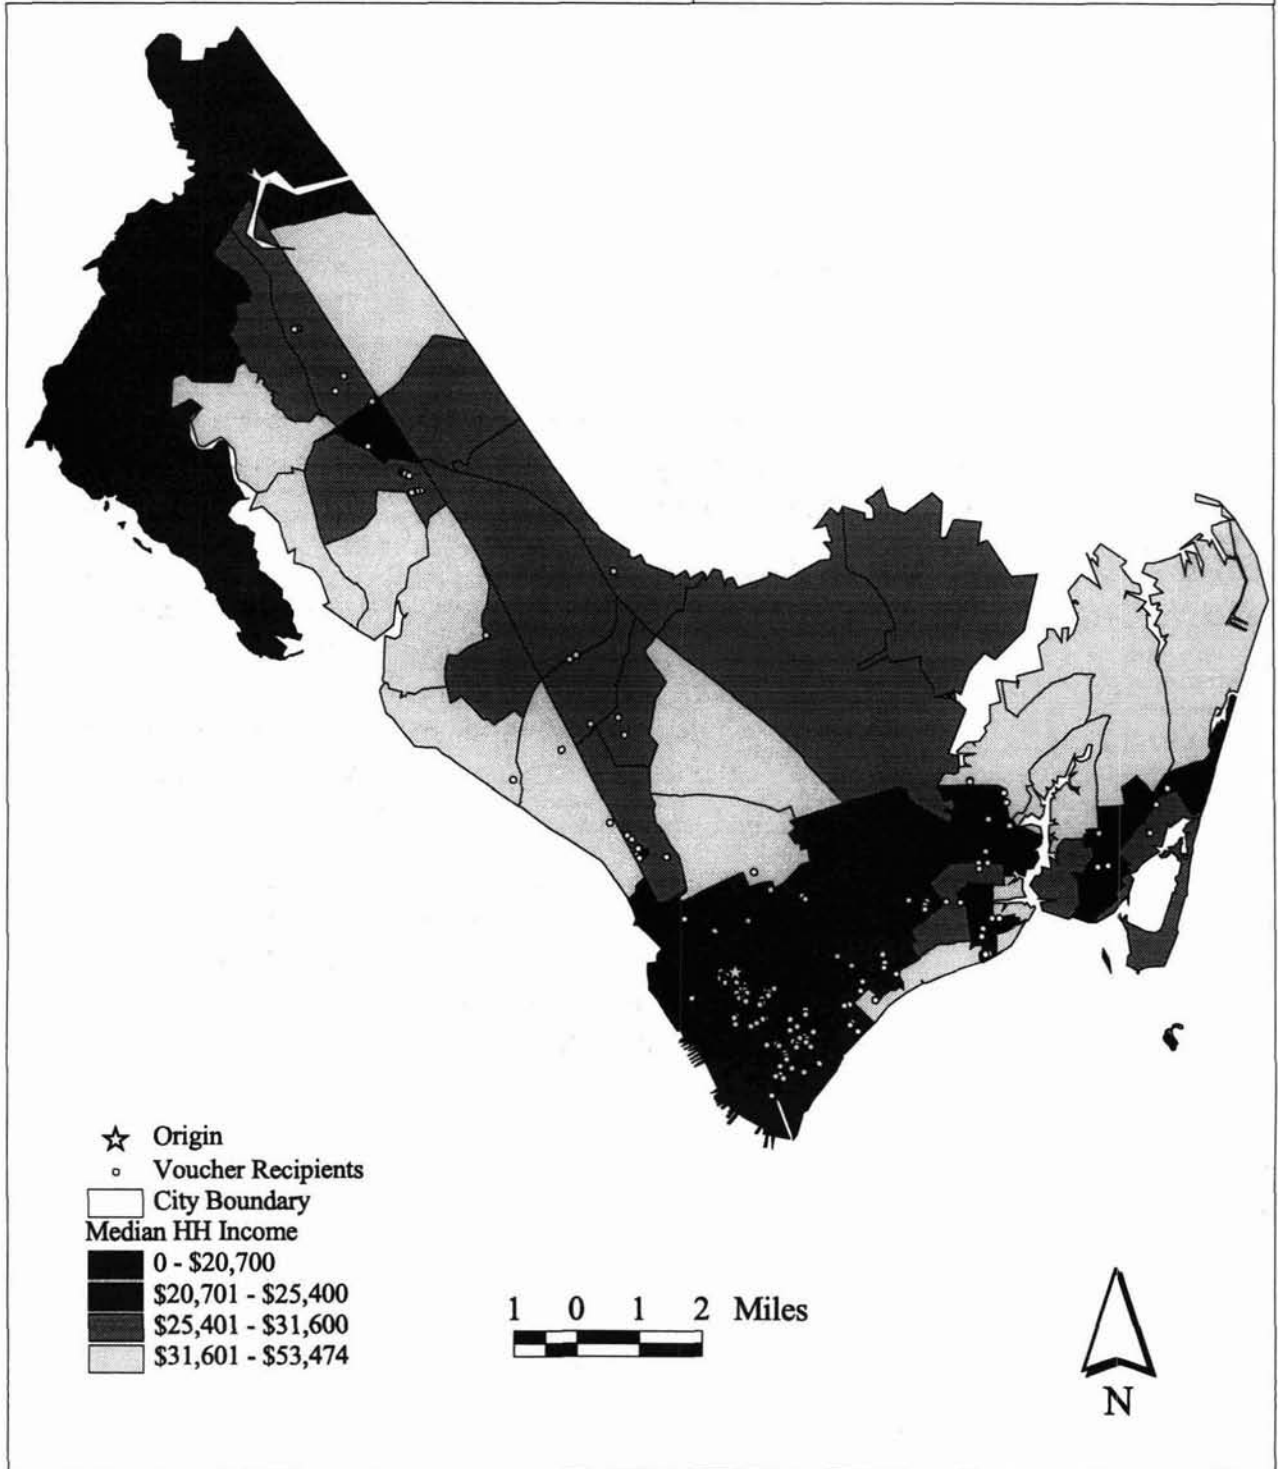 Origin
Voucher Recipients
City Boundary
Median HH Income
0 - $20,700
$20,701 - $25,400
$25,401 - $31,600
$31,601 - $53,474
1 0 1 2 Miles
N